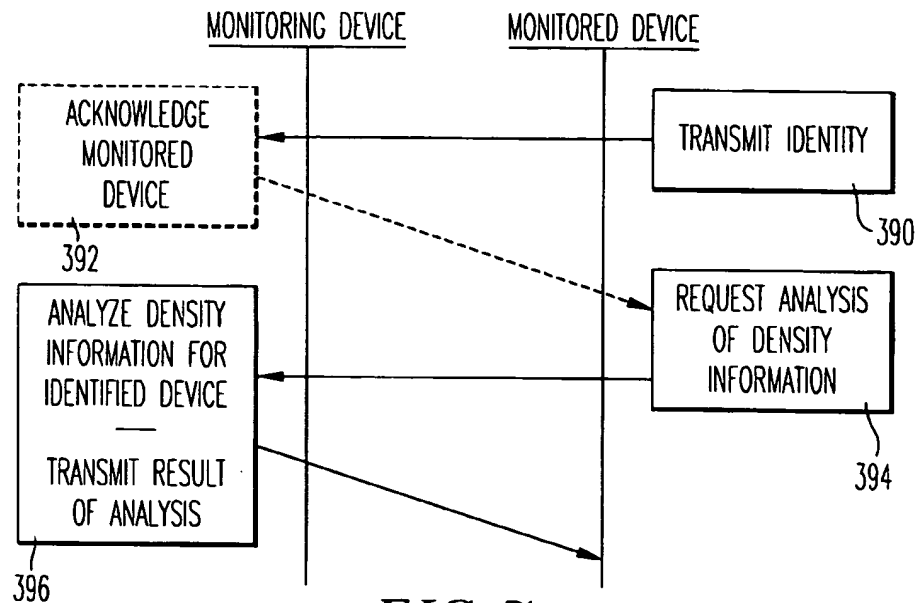 MONITORING DEVICE
MONITORED DEVICE
ACKNOWLEDGE
MONITORED
DEVICE
392
TRANSMIT IDENTITY
390
ANALYZE DENSITY
INFORMATION FOR
IDENTIFIED DEVICE
TRANSMIT RESULT
OF ANALYSIS
396
REQUEST ANALYSIS
OF DENSITY
INFORMATION
394